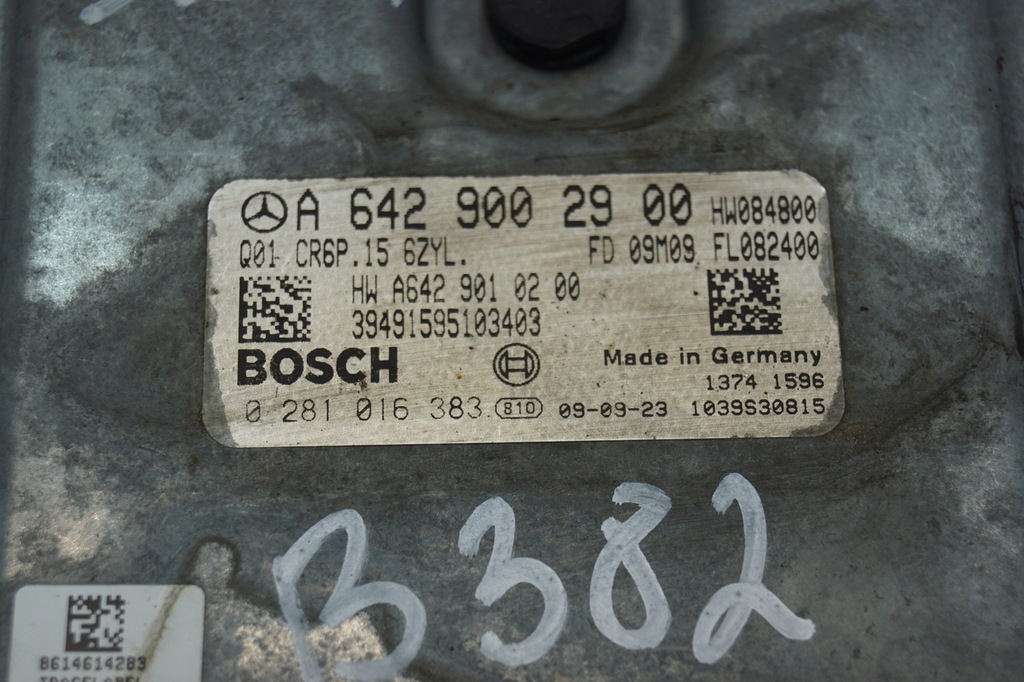 A 642 900 29 00 HW084800
Q01 CR6P.15 6ZYL. FD 09M09 FL082400
HW A642 901 02 00
39491595103403
BOSCH H Made in Germany
1374 1596
0 281 016 383 810 09-09-23 1039S30815
B382
8614614283